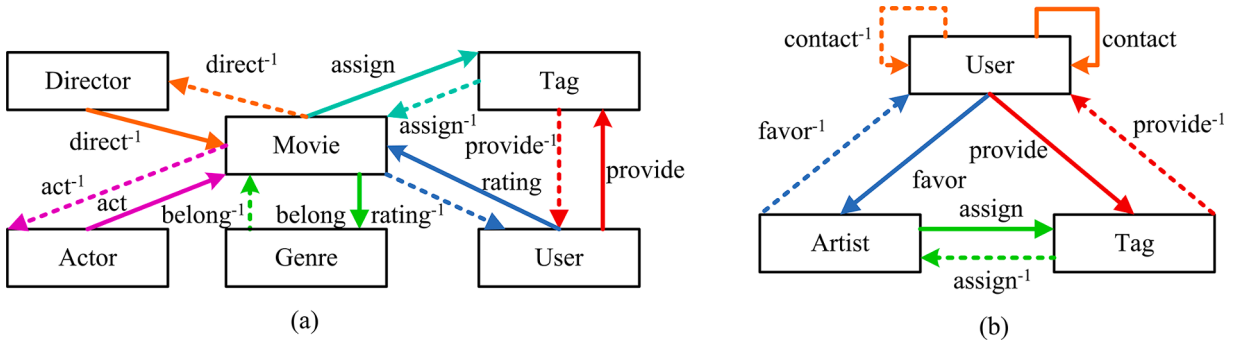 Director
direct⁻¹
assign
Tag
direct⁻¹
Movie
assign⁻¹
provide⁻¹
provide
act⁻¹
act
belong⁻¹
belong
rating⁻¹
rating
Actor
Genre
User
(a)
contact⁻¹
contact
User
favor⁻¹
favor
provide
provide⁻¹
Artist
assign
assign⁻¹
Tag
(b)